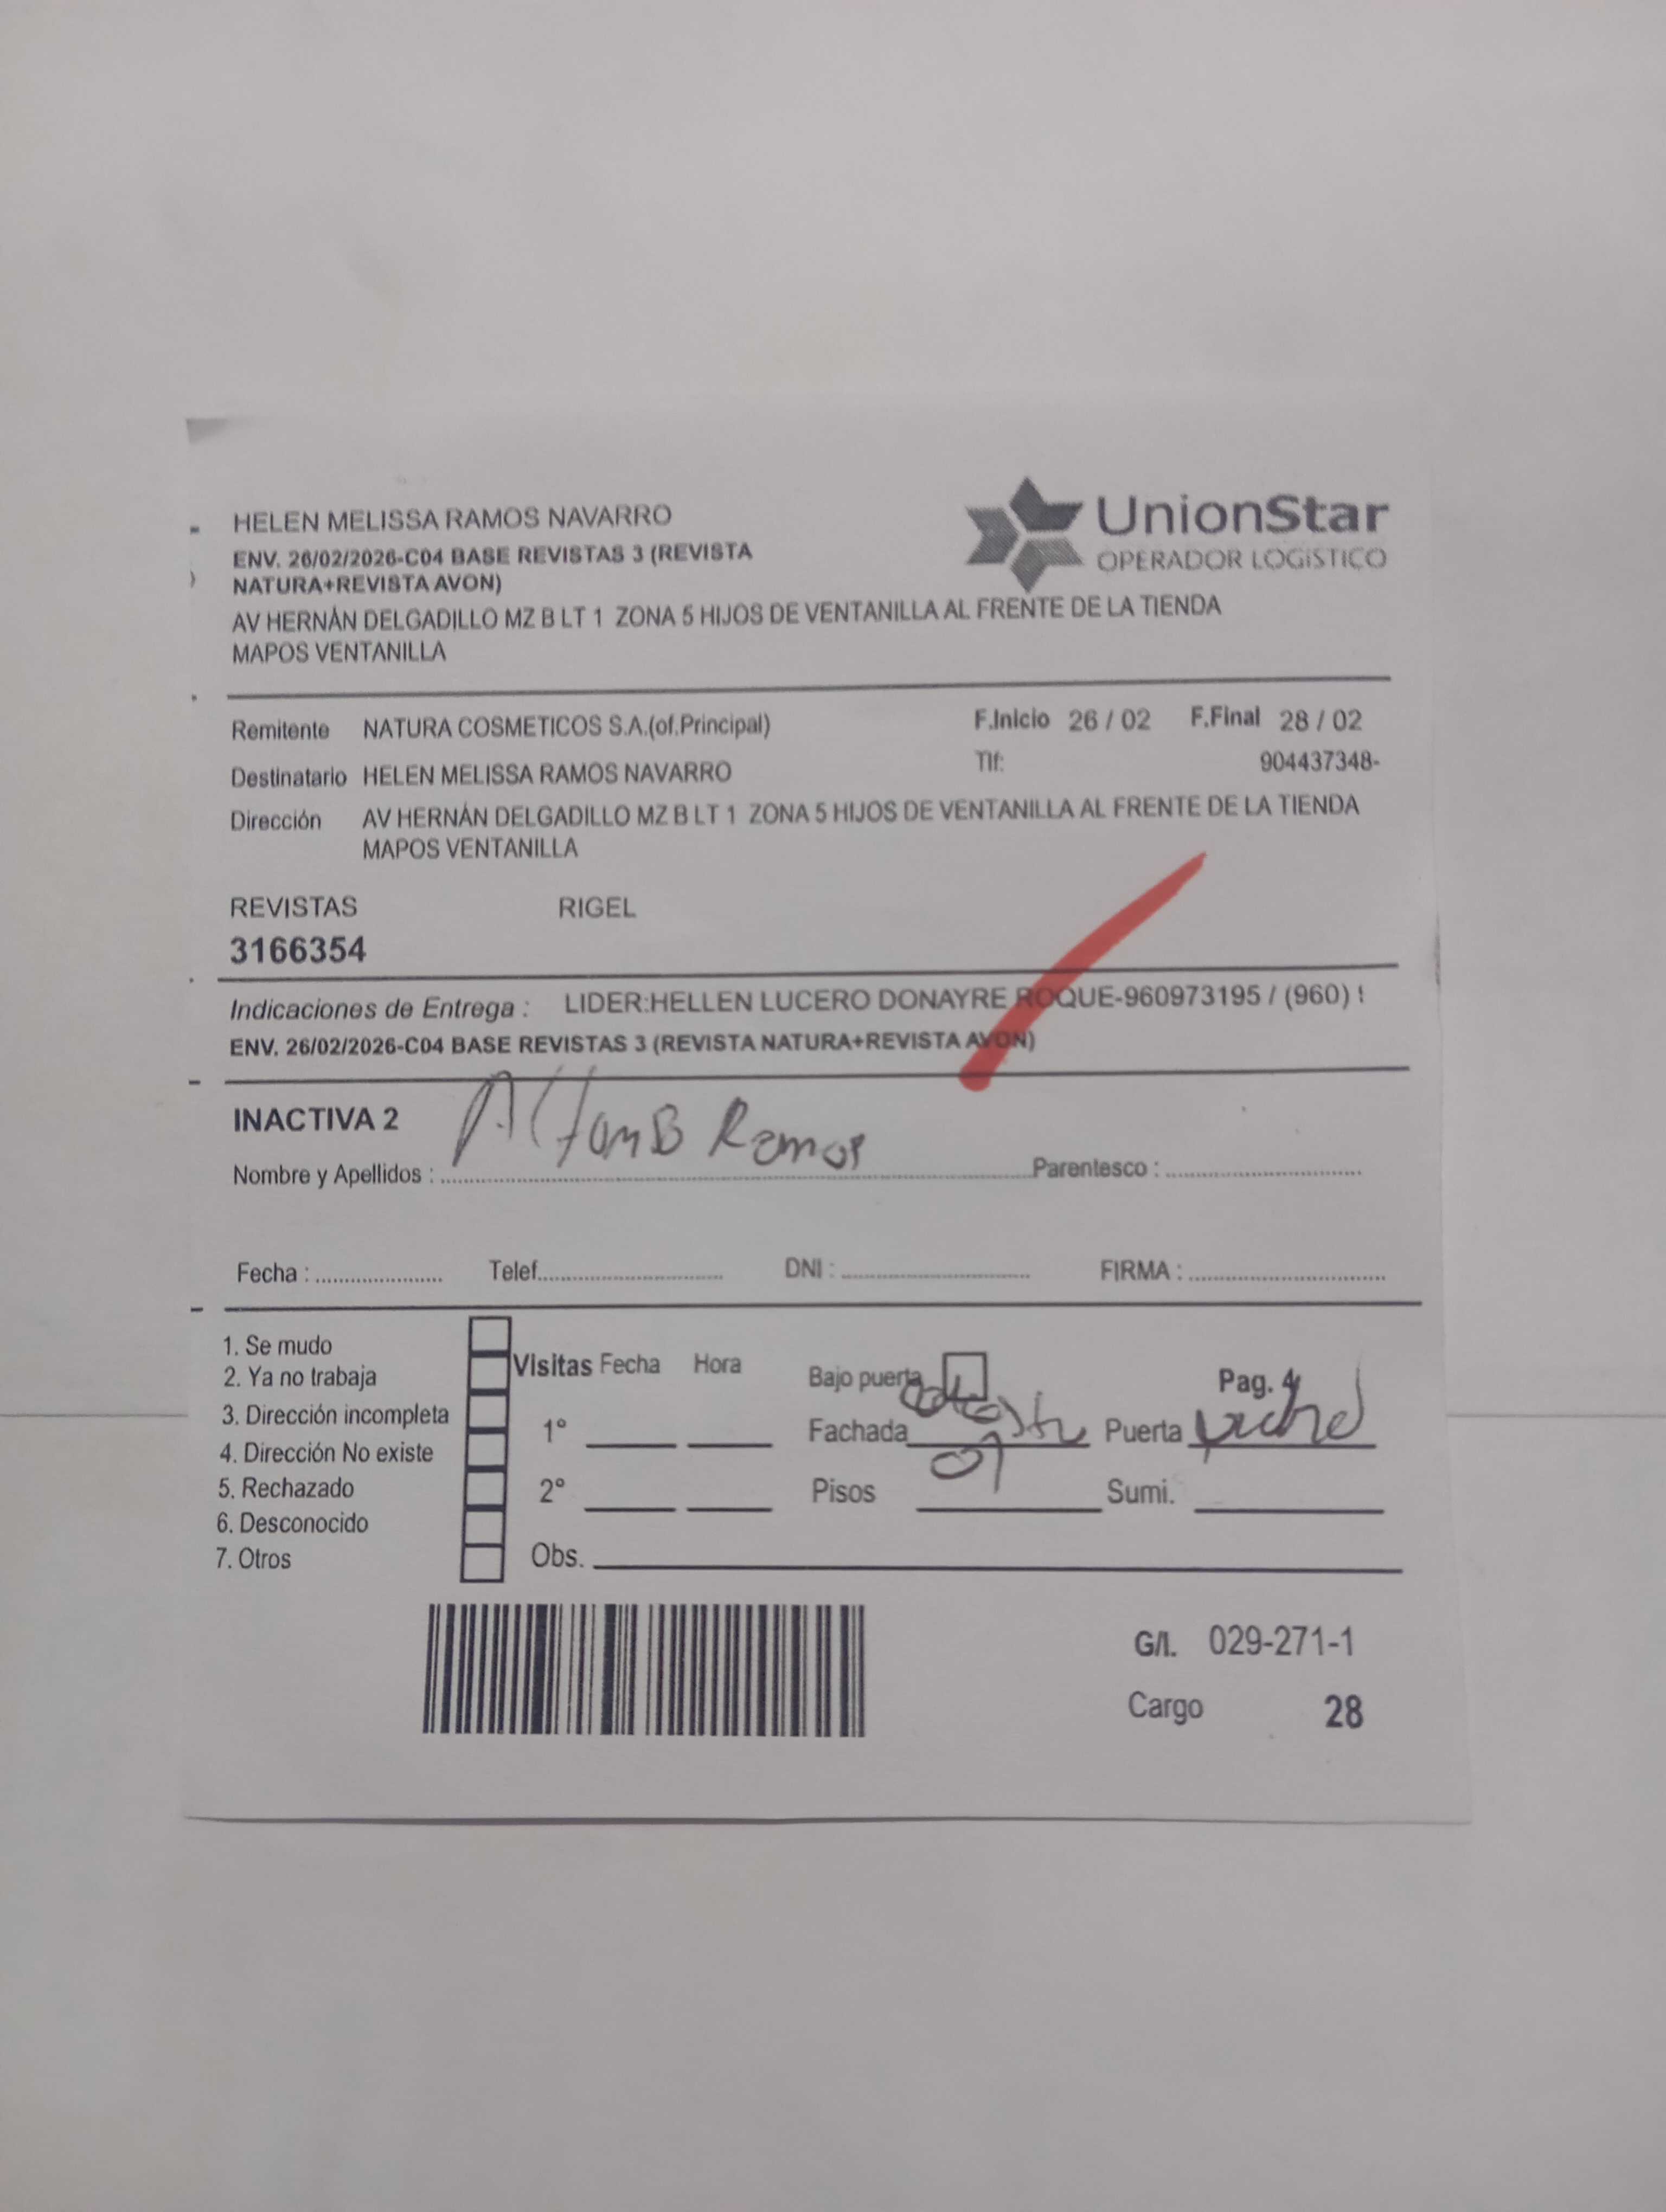 HELEN MELISSA RAMOS NAVARRO
ENV. 26/02/2026-C04 BASE REVISTAS 3 (REVISTA
NATURA+REVISTA AVON)
AV HERNÁN DELGADILLO MZ B LT 1 ZONA 5 HIJOS DE VENTANILLA AL FRENTE DE LA TIENDA
MAPOS VENTANILLA
UnionStar
OPERADOR LOGíSTICO
Remitente NATURA COSMETICOS S.A.(of.Principal) F.Inicio 26 / 02 F.Final 28 / 02
Destinatario HELEN MELISSA RAMOS NAVARRO Tlf: 904437348-
Dirección AV HERNÁN DELGADILLO MZ B LT 1 ZONA 5 HIJOS DE VENTANILLA AL FRENTE DE LA TIENDA
MAPOS VENTANILLA
REVISTAS RIGEL
3166354
Indicaciones de Entrega : LIDER:HELLEN LUCERO DONAYRE ROQUE-960973195 / (960)
ENV. 26/02/2026-C04 BASE REVISTAS 3 (REVISTA NATURA+REVISTA AVON)
INACTIVA 2
Ramos
Nombre y Apellidos : Parentesco :
Fecha : Telef. DNI : FIRMA :
1. Se mudo
2. Ya no trabaja
3. Dirección incompleta
4. Dirección No existe
5. Rechazado
6. Desconocido
7. Otros
Visitas Fecha Hora
1°
2°
Obs.
Bajo puerta Pag. 4
Fachada Puerta
Pisos Sumi.
G/I. 029-271-1
Cargo 28